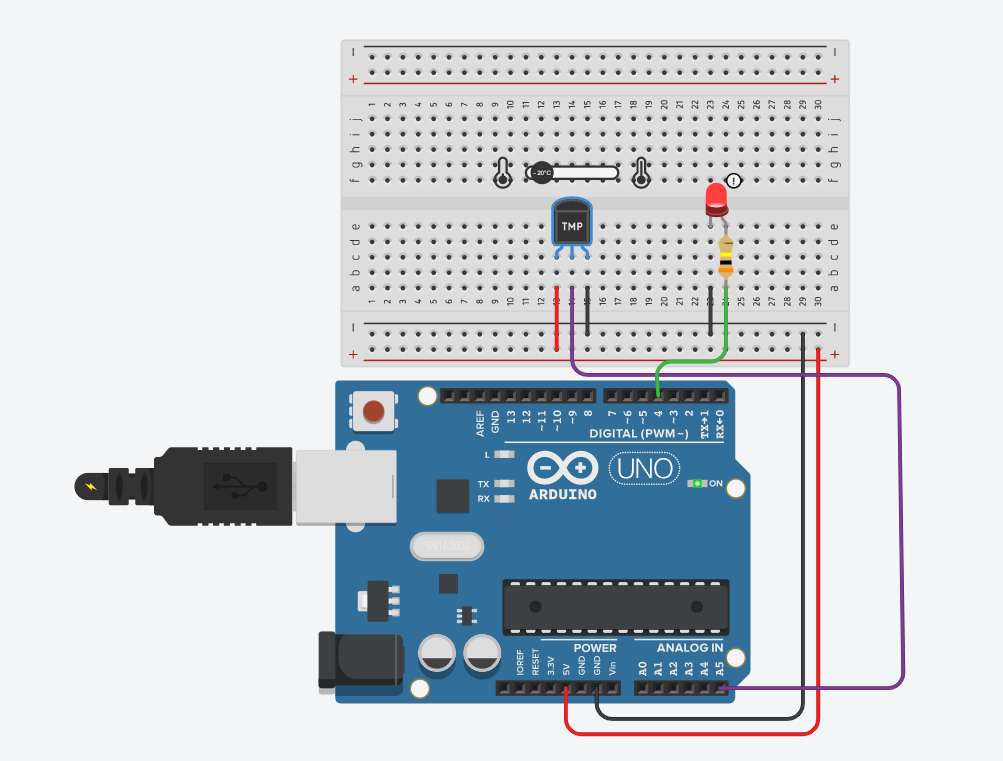 − −
+ +
1 2 3 4 5 6 7 8 9 10 11 12 13 14 15 16 17 18 19 20 21 22 23 24 25 26 27 28 29 30
j j
i i
h h
g g
- 20°C
f f
!
TMP
e e
d d
c c
b b
a a
1 2 3 4 5 6 7 8 9 10 11 12 14 16 17 18 19 20 21 22 25 26 27 28 29 30
− −
+ +
AREF
GND
13
12
~11
~10
~9
8
7
~6
~5
4
~3
2
TX→1
RX←0
DIGITAL (PWM~)
L
TX
RX
ARDUINO
UNO
ON
POWER
ANALOG IN
IOREF
RESET
3.3V
5V
GND
GND
Vin
A0
A1
A2
A3
A4
A5